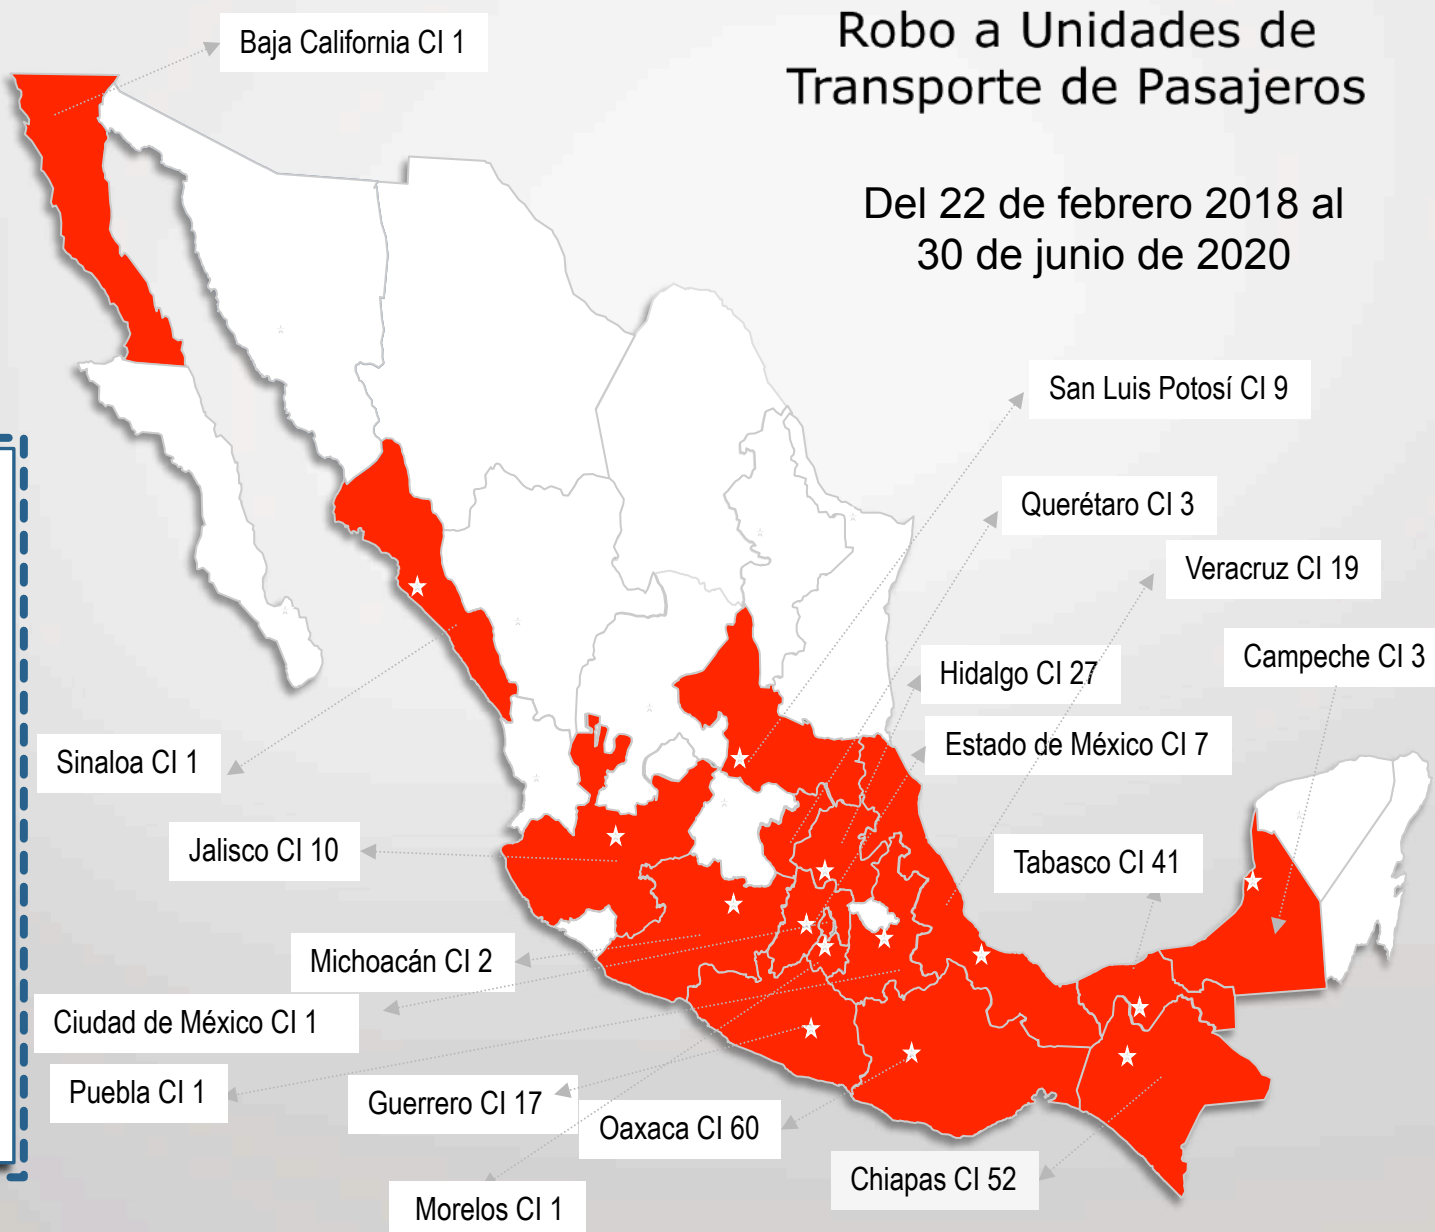 Robo a Unidades de
Transporte de Pasajeros
Del 22 de febrero 2018 al
30 de junio de 2020
Baja California CI 1
San Luis Potosí CI 9
Querétaro CI 3
Veracruz CI 19
Campeche CI 3
Hidalgo CI 27
Estado de México CI 7
Sinaloa CI 1
Jalisco CI 10
Tabasco CI 41
Michoacán CI 2
Ciudad de México CI 1
Puebla CI 1
Guerrero CI 17
Oaxaca CI 60
Chiapas CI 52
Morelos CI 1